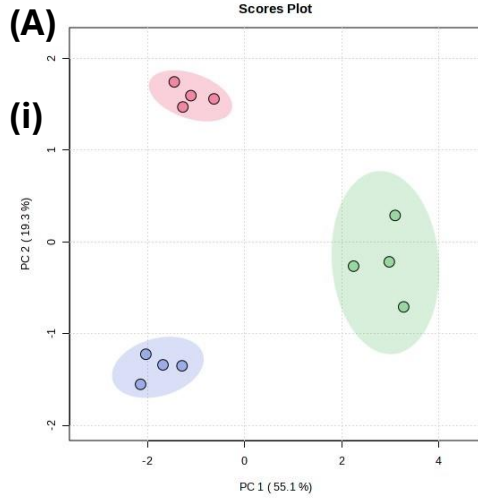 (A)
Scores Plot
(i)
2
1
0
-1
-2
PC 2 ( 19.3 %)
-2
0
2
4
PC 1 ( 55.1 %)